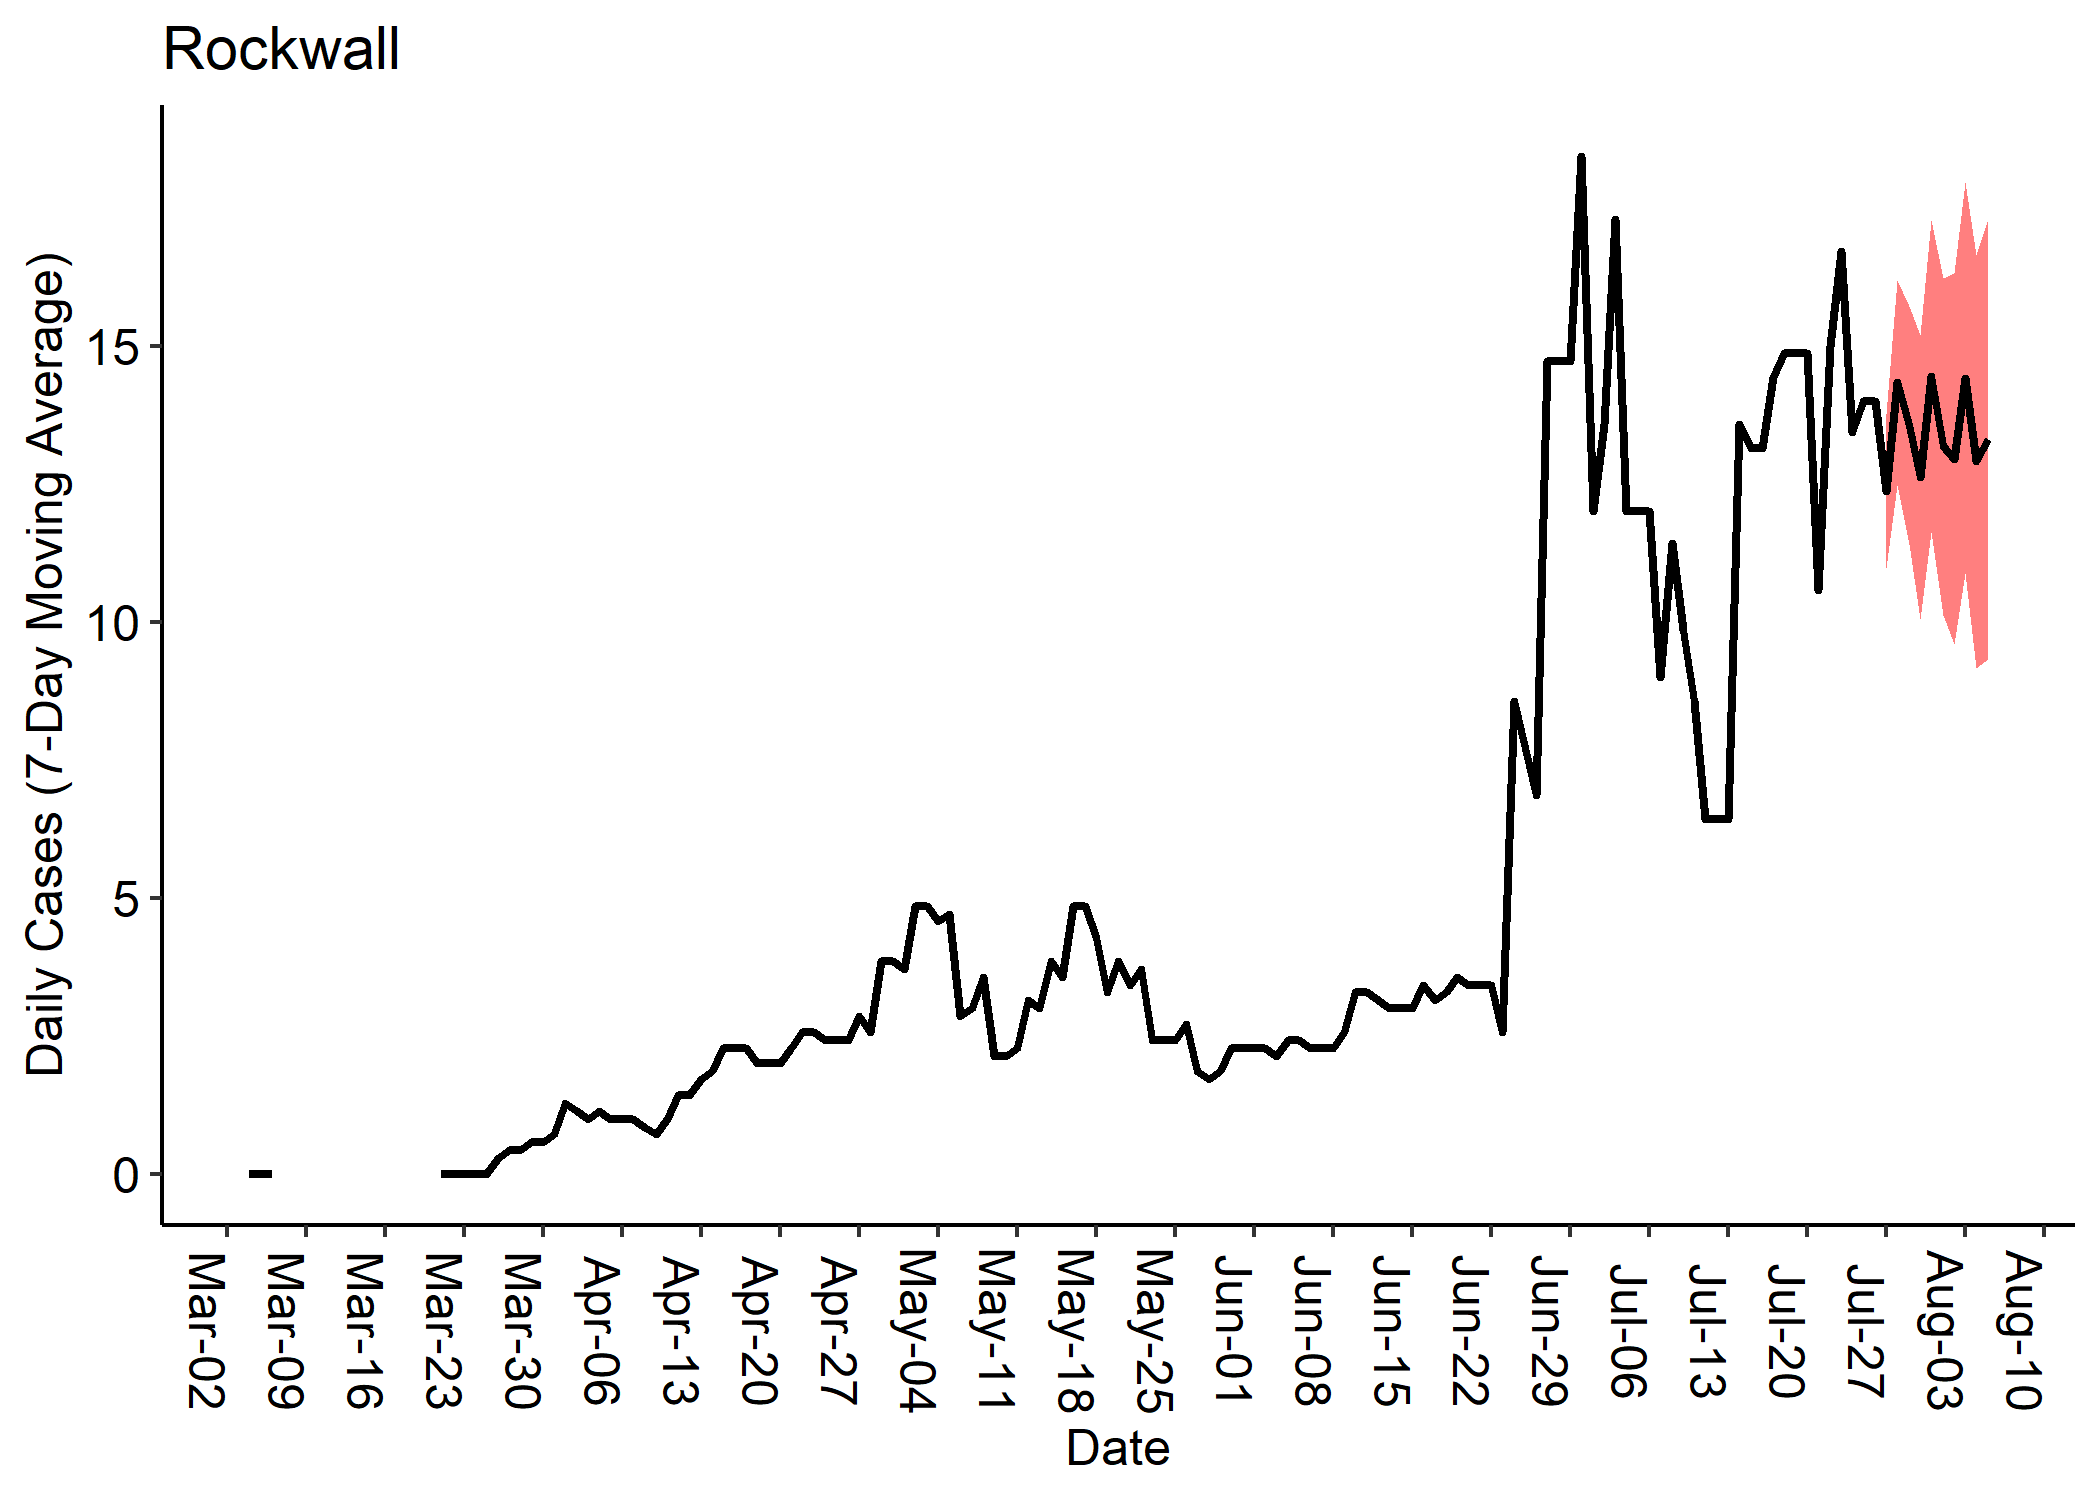 Rockwall
Daily Cases (7-Day Moving Average)
15
10
5
0
Mar-02
Mar-09
Mar-16
Mar-23
Mar-30
Apr-06
Apr-13
Apr-20
Apr-27
May-04
May-11
May-18
May-25
Jun-01
Jun-08
Jun-15
Jun-22
Jun-29
Jul-06
Jul-13
Jul-20
Jul-27
Aug-03
Aug-10
Date